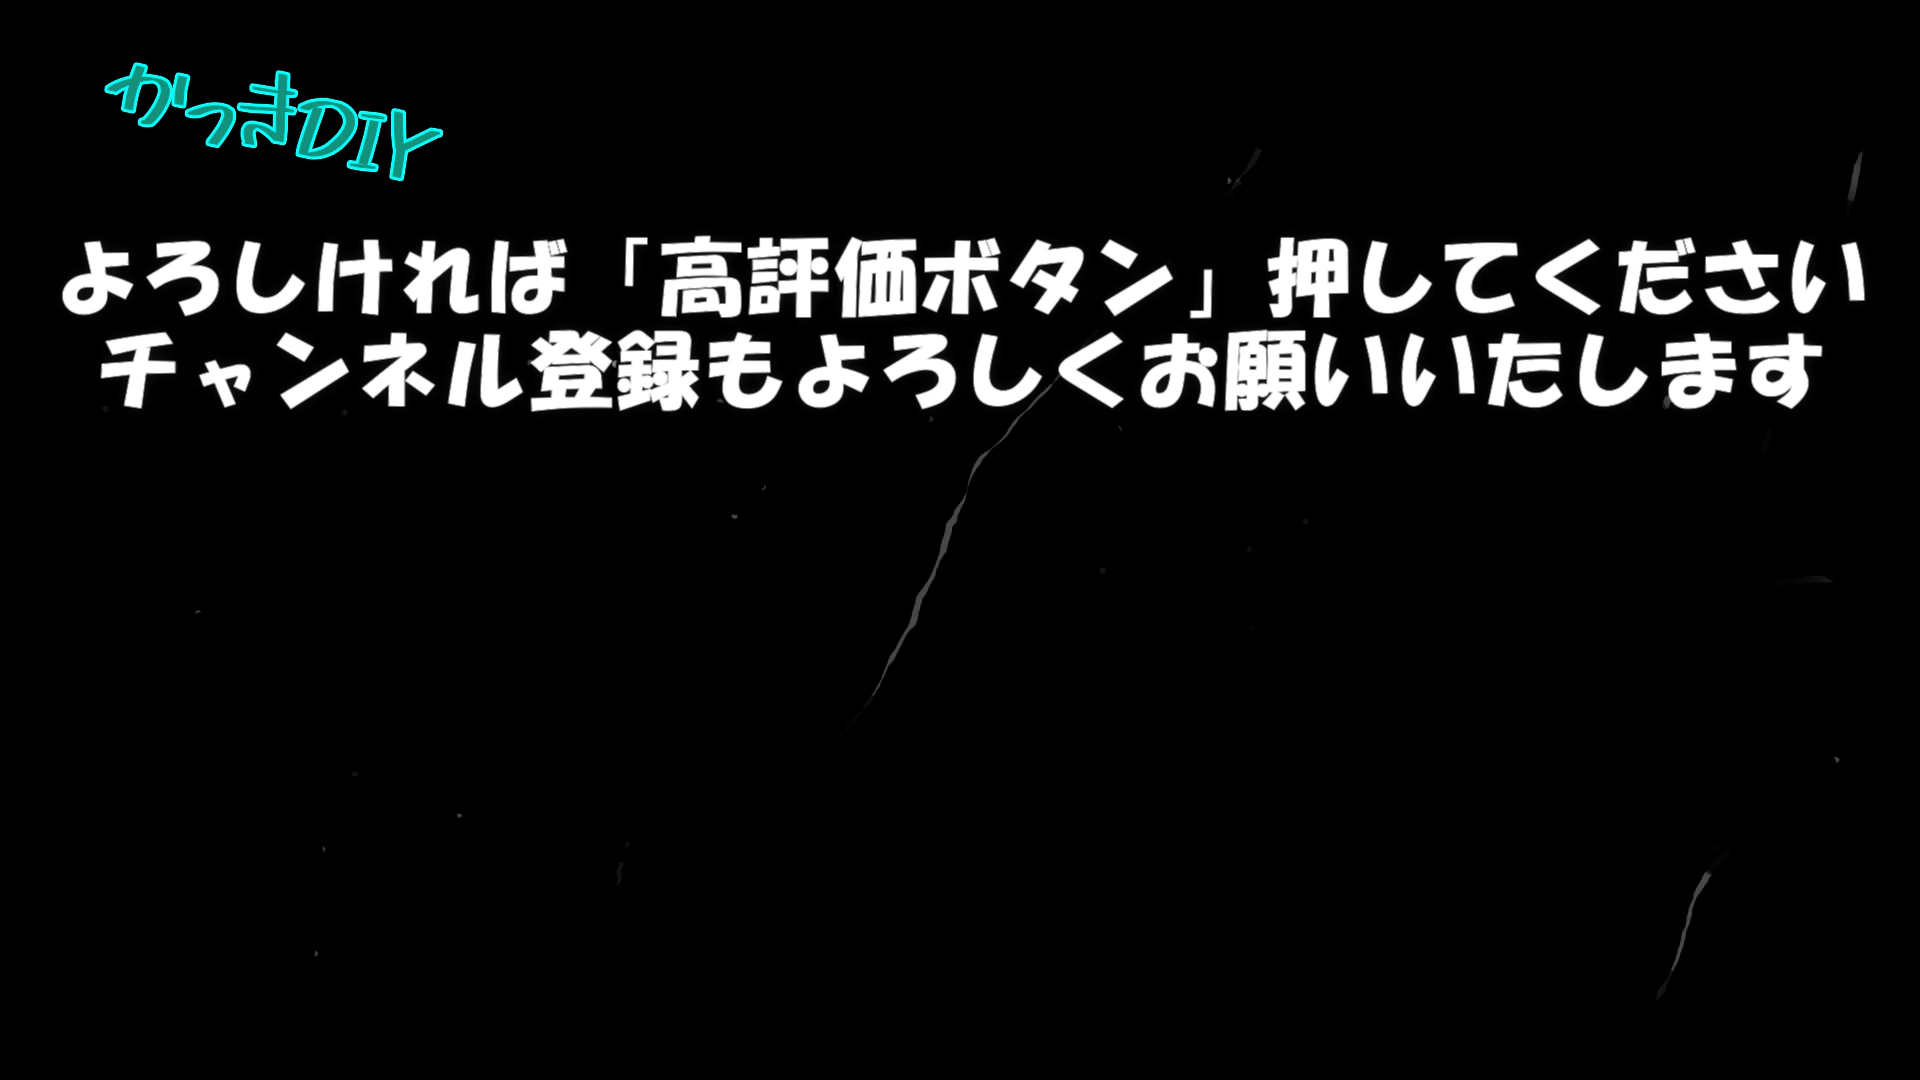 かつきDIY
よろしければ「高評価ボタン」押してください
チャンネル登録もよろしくお願いいたします